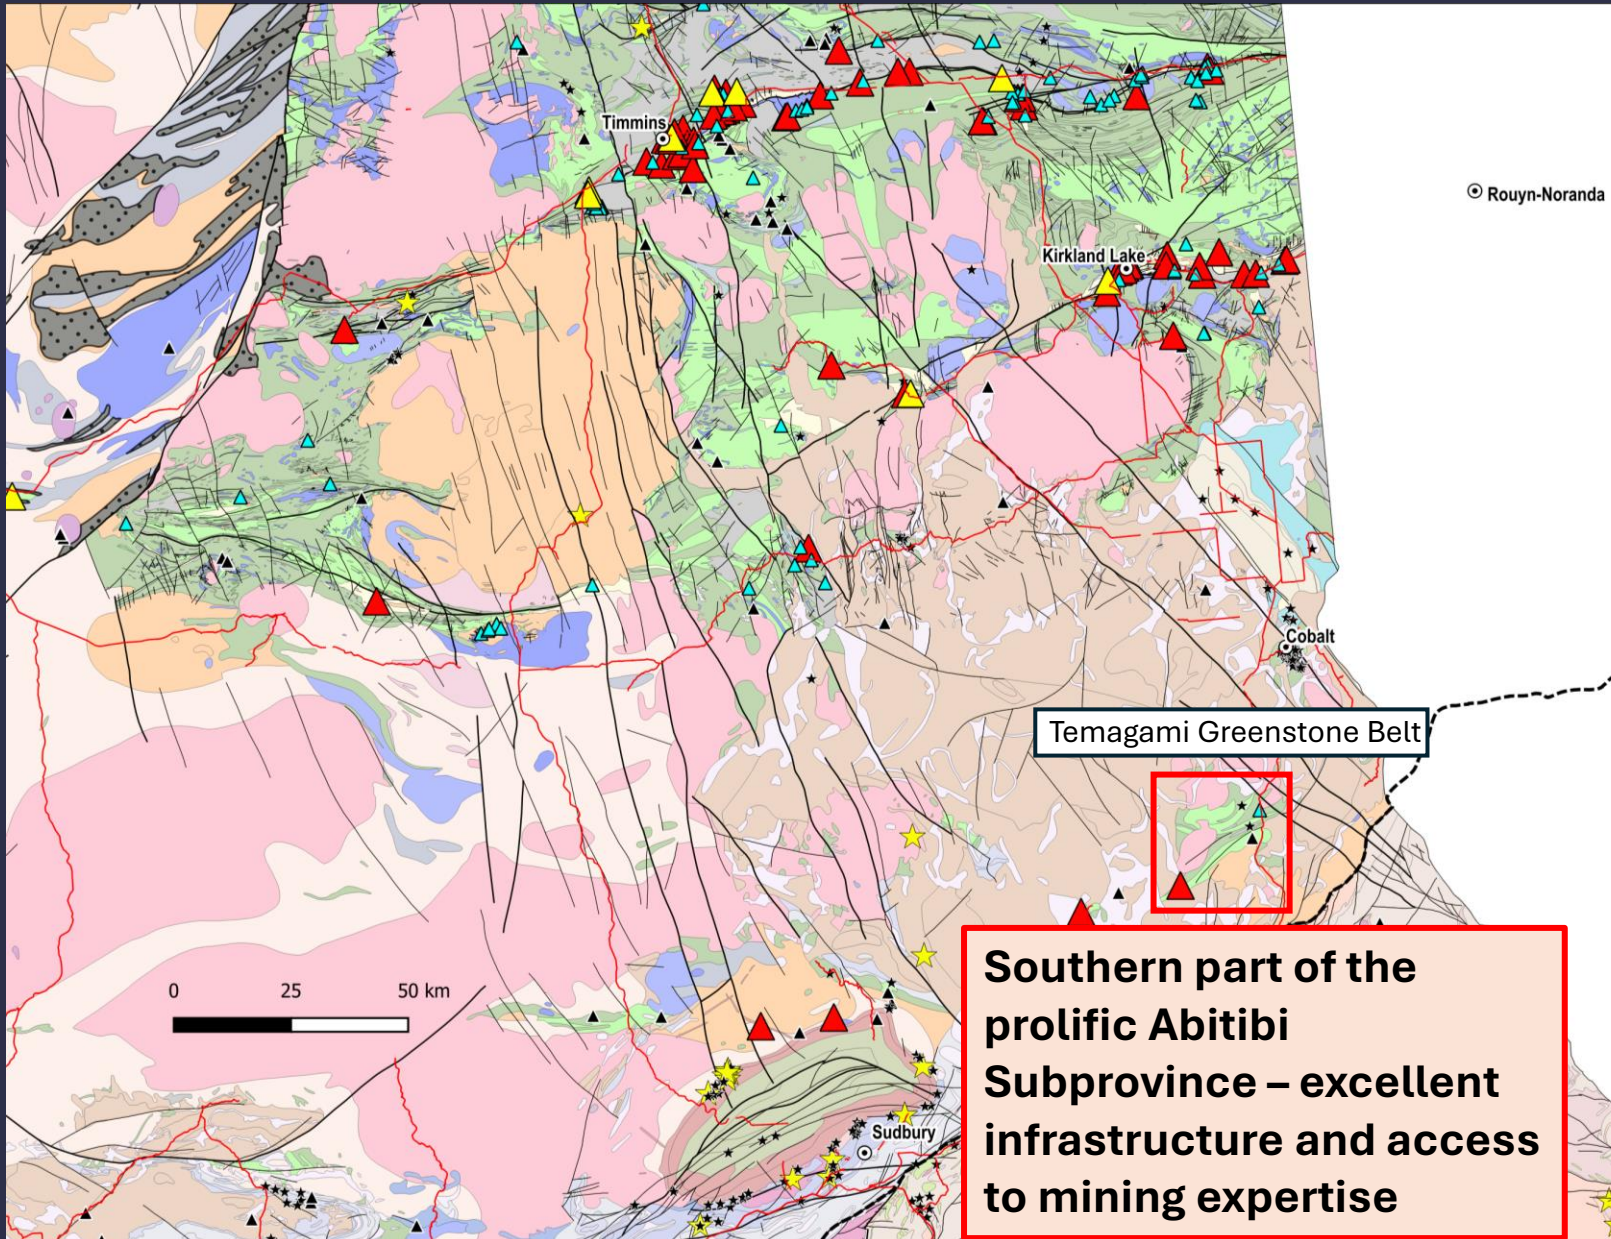 Timmins
Rouyn-Noranda
Kirkland Lake
Cobalt
Temagami Greenstone Belt
0 25 50 km
Southern part of the
prolific Abitibi
Subprovince – excellent
infrastructure and access
to mining expertise
Sudbury